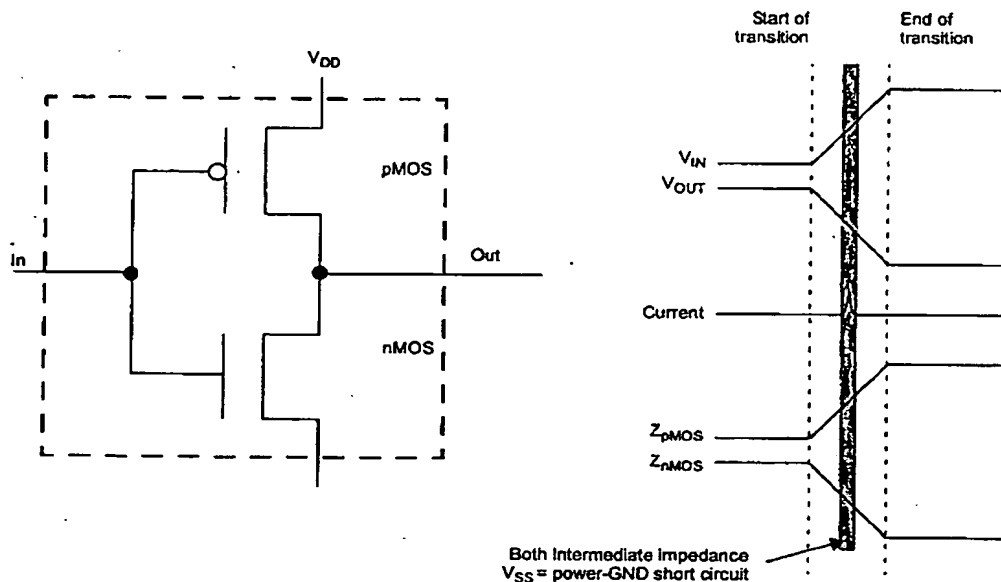 V_DD
pMOS
In
Out
nMOS
Start of
transition
End of
transition
V_IN
V_OUT
Current
Z_pMOS
Z_nMOS
Both Intermediate Impedance
V_SS = power-GND short circuit